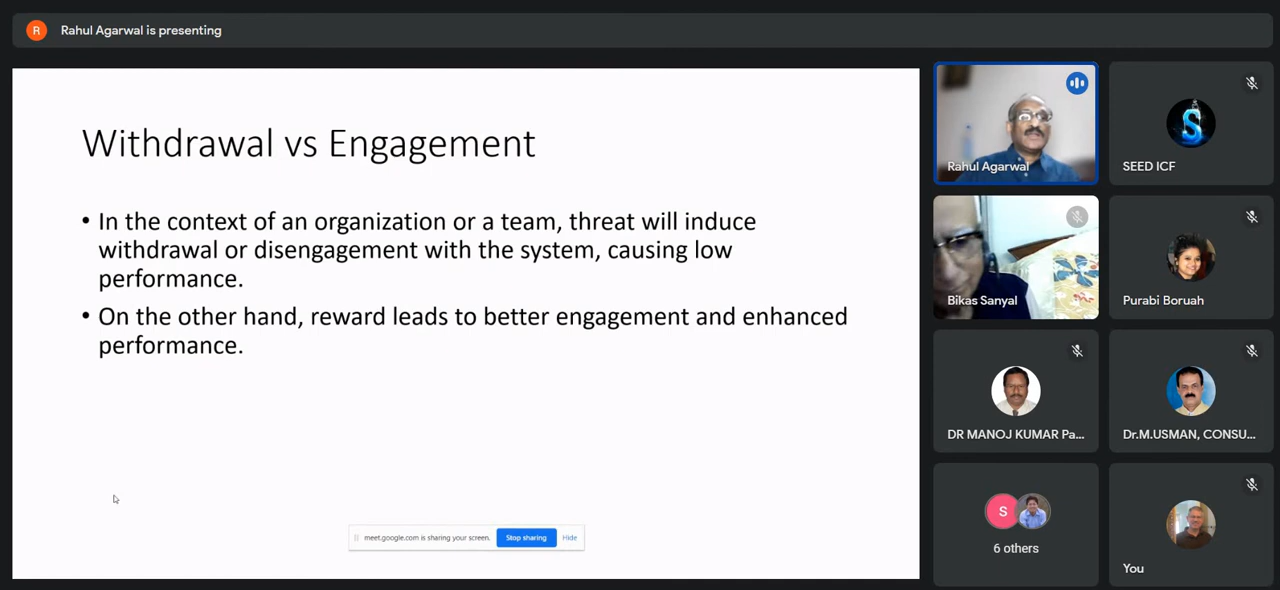 R
Rahul Agarwal is presenting
Withdrawal vs Engagement
• In the context of an organization or a team, threat will induce
withdrawal or disengagement with the system, causing low
performance.
• On the other hand, reward leads to better engagement and enhanced
performance.
meet.google.com is sharing your screen. Stop sharing Hide
Rahul Agarwal
S
SEED ICF
Bikas Sanyal
Purabi Boruah
DR MANOJ KUMAR Pa...
Dr.M.USMAN, CONSU...
S
6 others
You